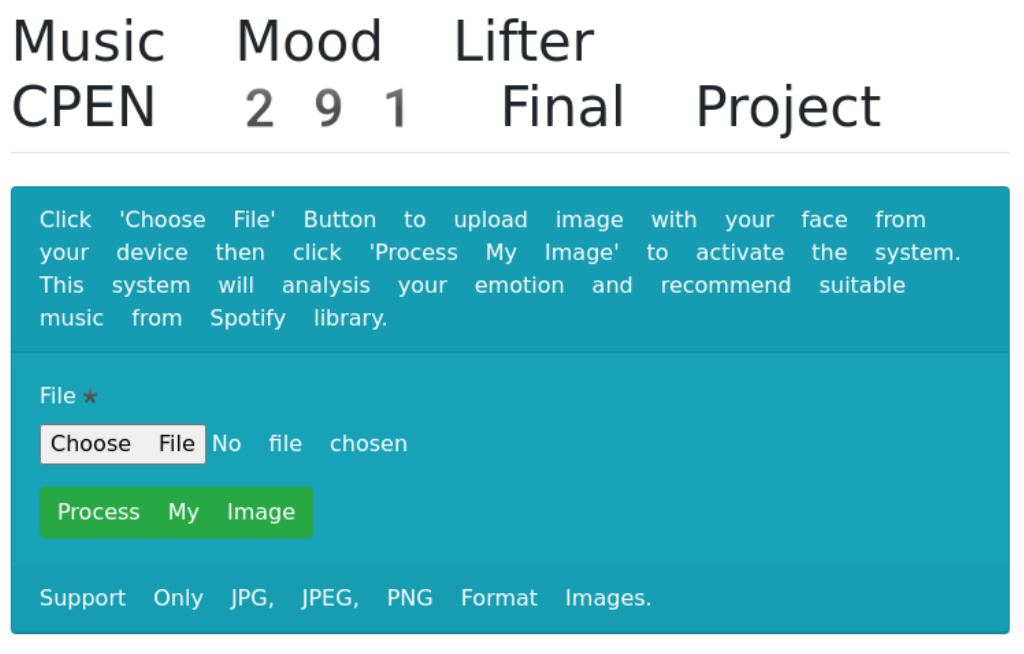 Music Mood Lifter
CPEN 291 Final Project
Click 'Choose File' Button to upload image with your face from
your device then click 'Process My Image' to activate the system.
This system will analysis your emotion and recommend suitable
music from Spotify library.
File *
Choose File No file chosen
Process My Image
Support Only JPG, JPEG, PNG Format Images.